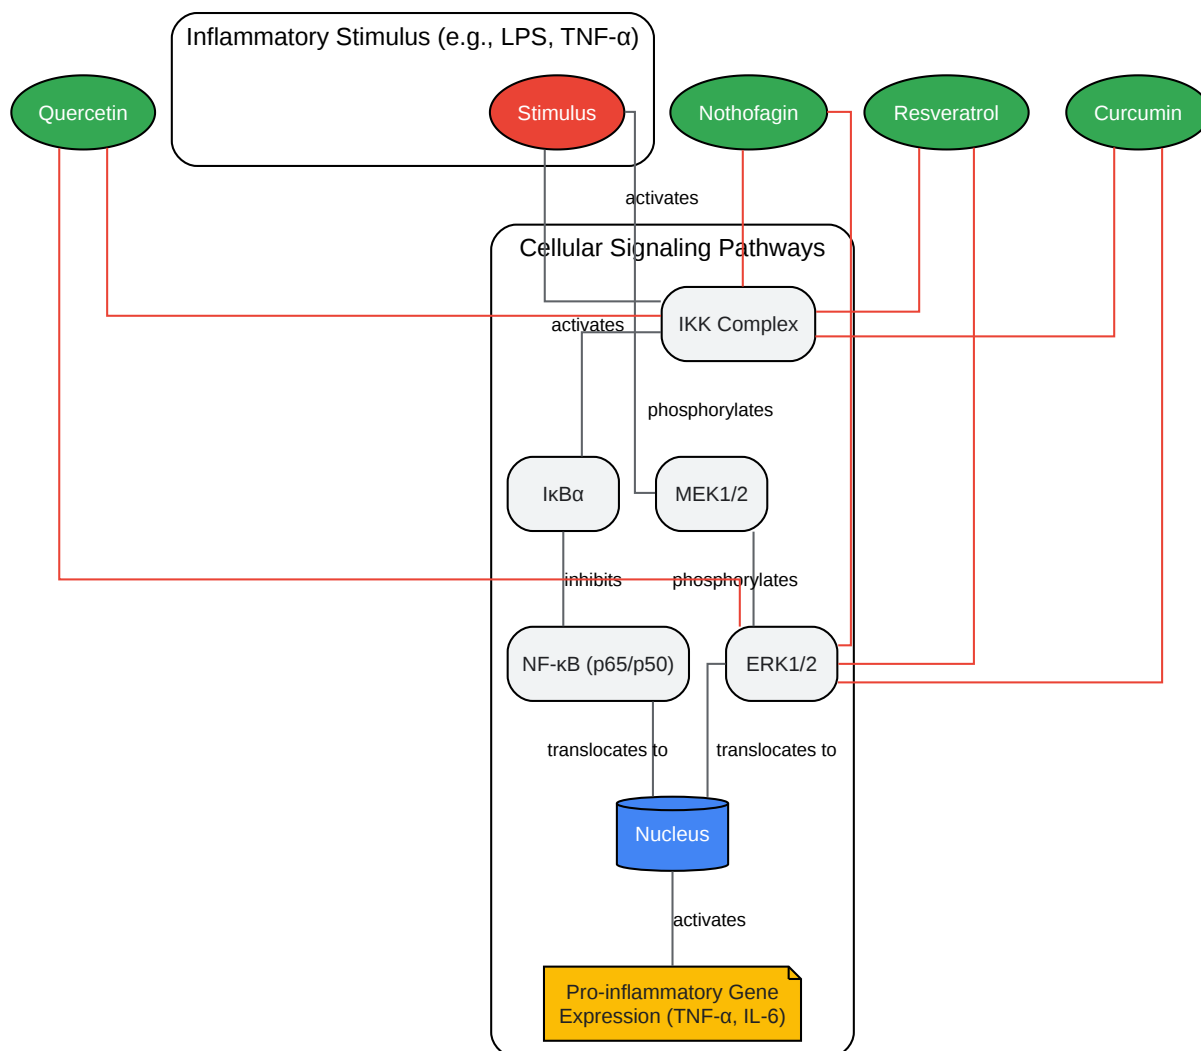 Inflammatory Stimulus (e.g., LPS, TNF-α)
Quercetin
Stimulus
Nothofagin
Resveratrol
Curcumin
activates
Cellular Signaling Pathways
IKK Complex
activates
phosphorylates
IκBα
MEK1/2
inhibits
phosphorylates
NF-κB (p65/p50)
ERK1/2
translocates to
translocates to
Nucleus
activates
Pro-inflammatory Gene
Expression (TNF-α, IL-6)